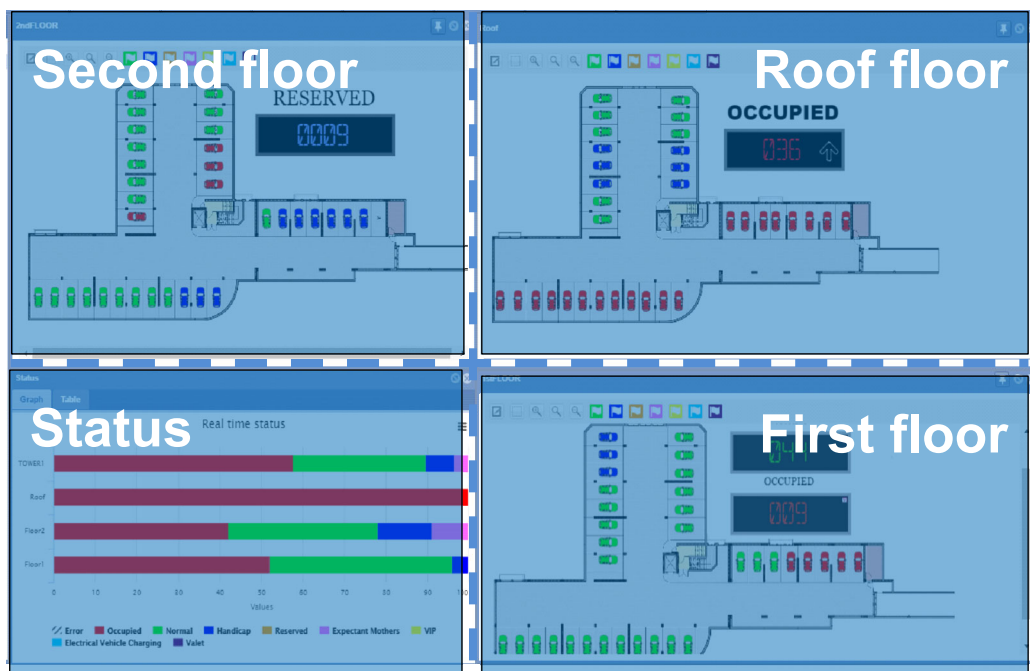 2ndFLOOR
Second floor
RESERVED
0009
Roof
Roof floor
OCCUPIED
036
Status
Graph Table
Status
Real time status
TOWER1
Roof
Floor2
Floor1
0 10 20 30 40 50 60 70 80 90 100
Values
Error Occupied Normal Handicap Reserved Expectant Mothers VIP
Electrical Vehicle Charging Valet
First floor
OCCUPIED
009